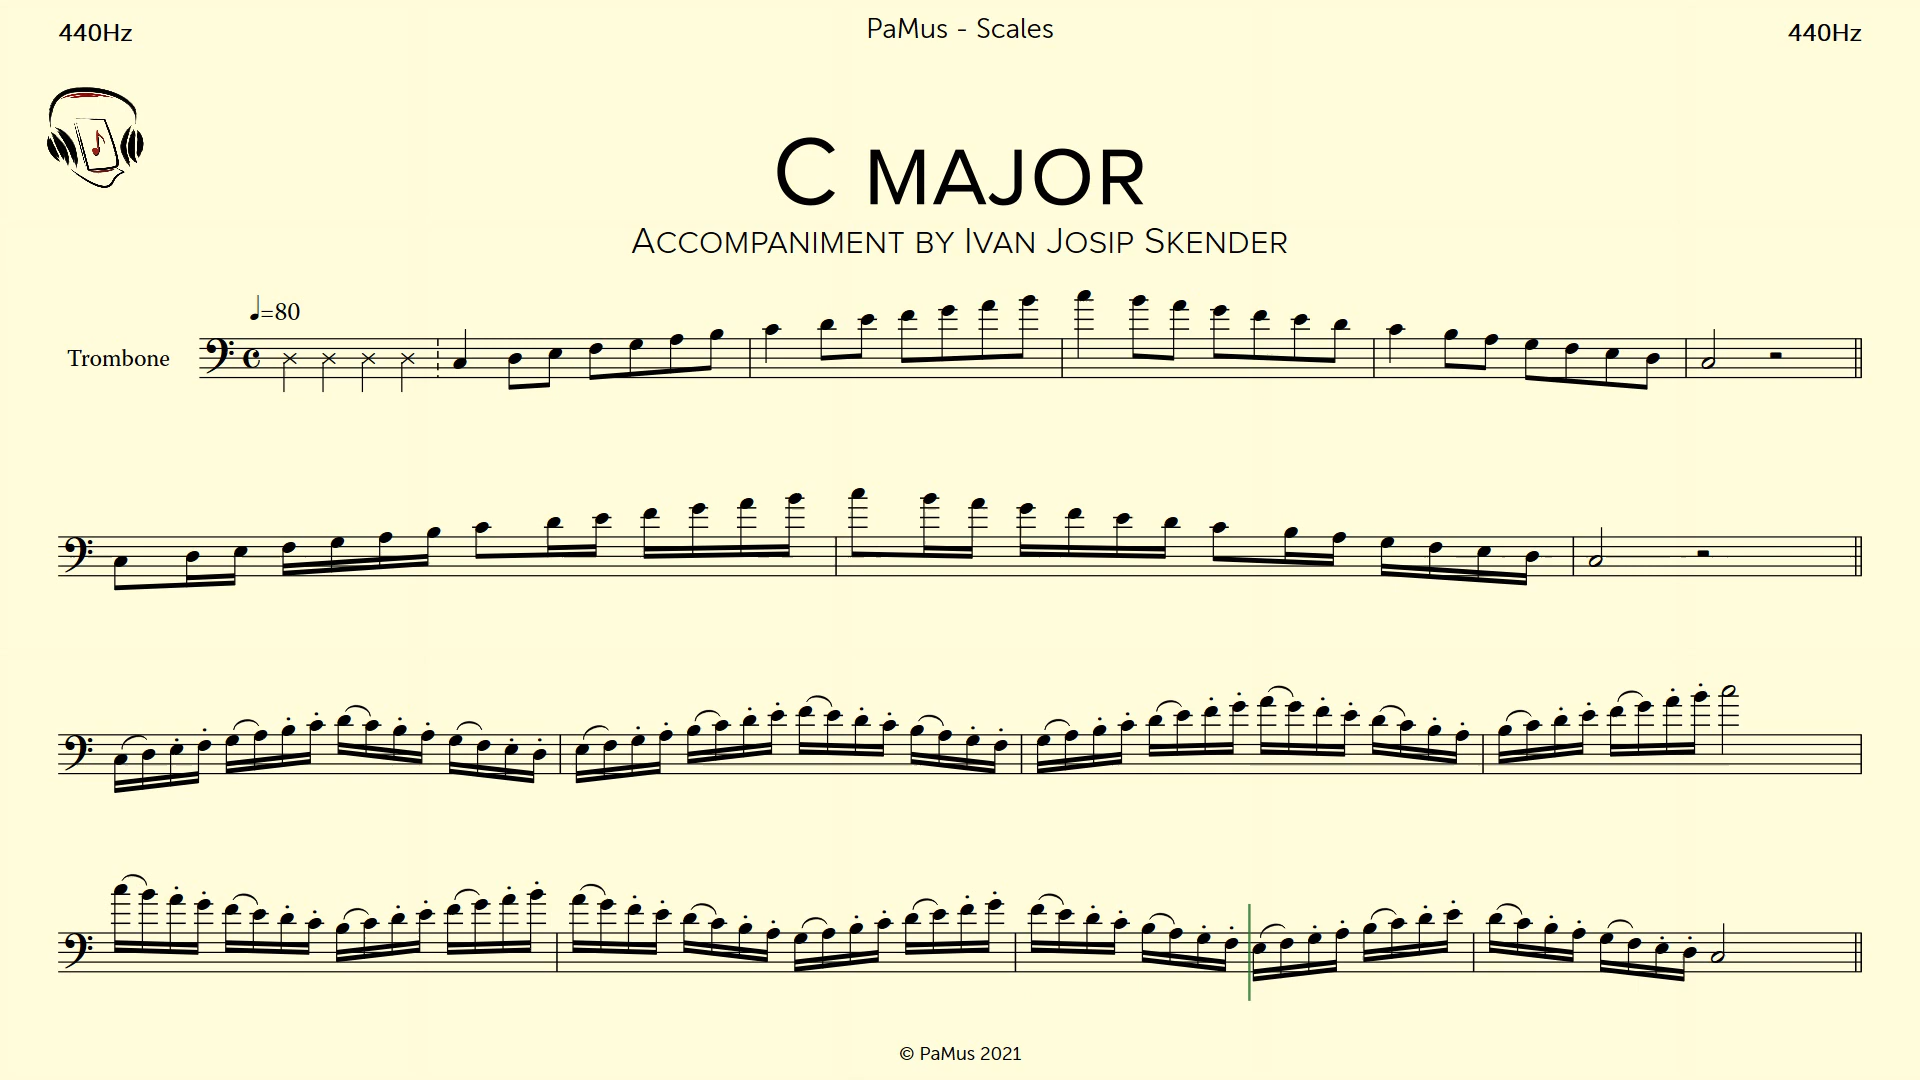 440Hz
PaMus - Scales
440Hz
C MAJOR
ACCOMPANIMENT BY IVAN JOSIP SKENDER
♩=80
Trombone
© PaMus 2021